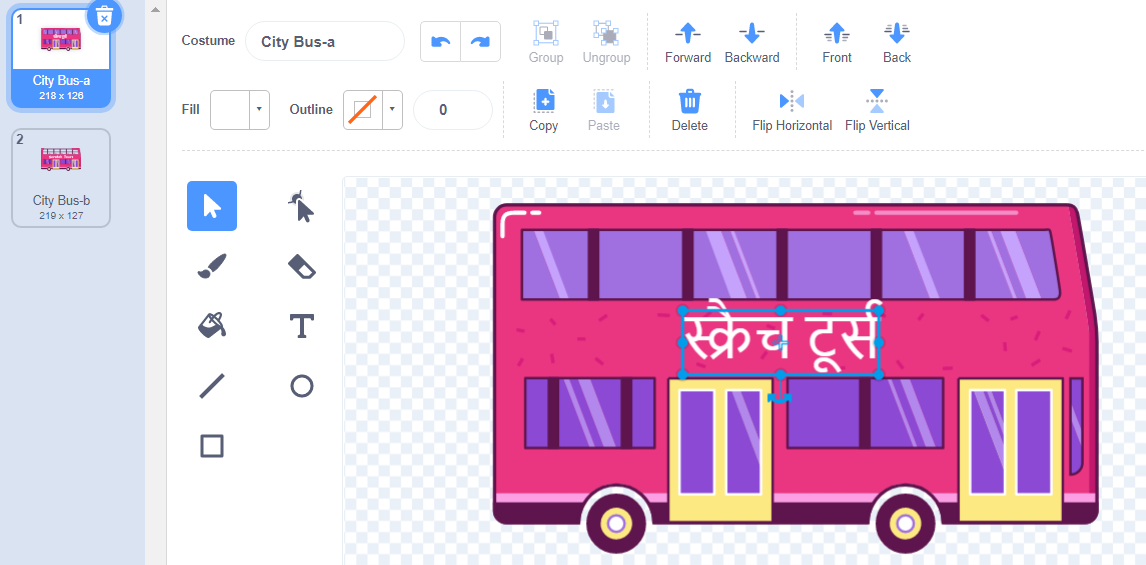 1
City Bus-a
218 x 126
2
City Bus-b
219 x 127
Costume
City Bus-a
Group
Ungroup
Forward
Backward
Front
Back
Fill
Outline
0
Copy
Paste
Delete
Flip Horizontal
Flip Vertical
T
स्क्रैच टूर्स